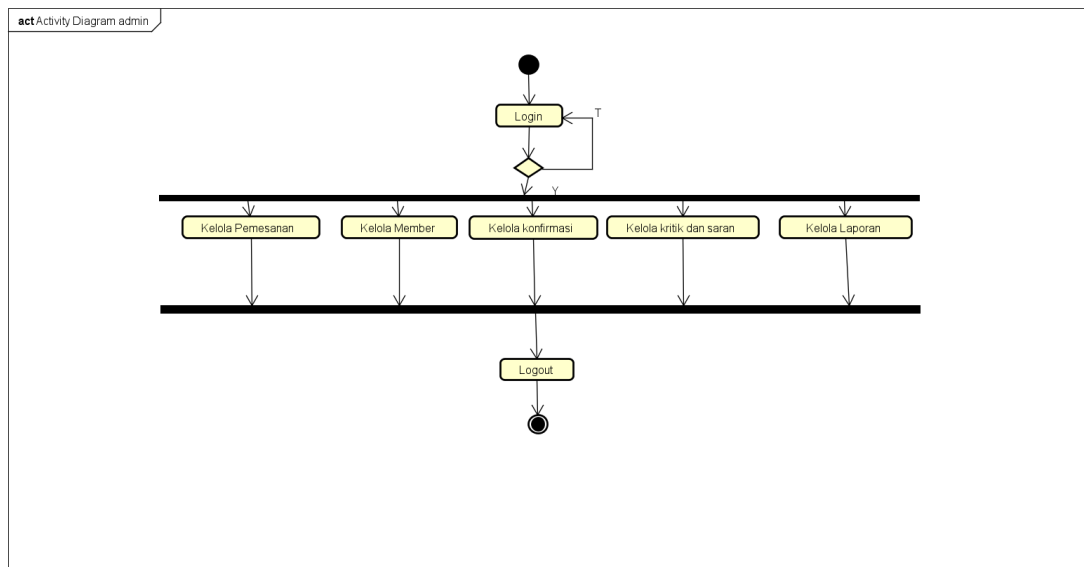 act Activity Diagram admin
Login
T
Y
Kelola Pemesanan
Kelola Member
Kelola konfirmasi
Kelola kritik dan saran
Kelola Laporan
Logout